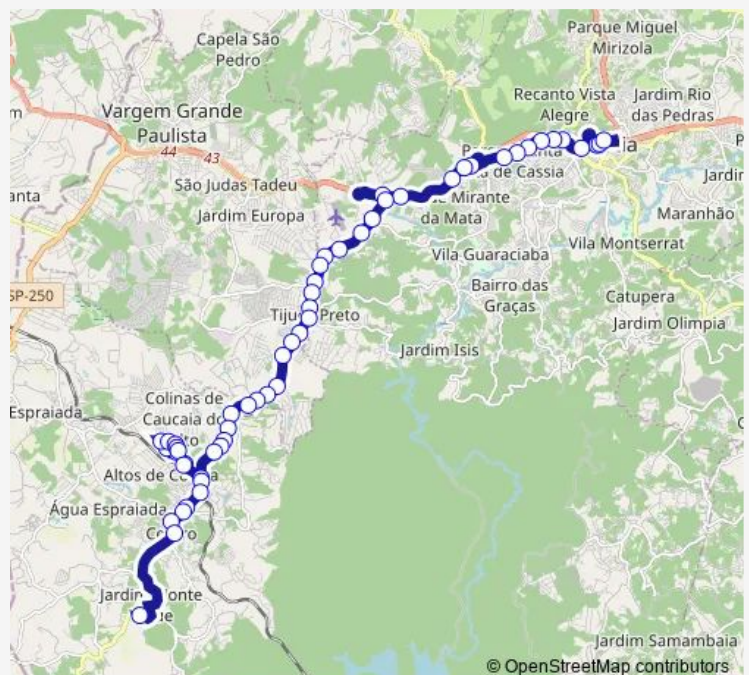 Parque Miguel
Mirizola
Capela São
Pedro
Recanto Vista
Alegre
Jardim Rio
das Pedras
Vargem Grande
Paulista
44
43
São Judas Tadeu
de Cassia
Jardim Europa
Mirante
da Mata
Maranhão
Vila Guaraciaba
Vila Montserrat
SP-250
Bairro das
Graças
Catupera
Preto
Jardim Olimpia
Jardim Isis
Colinas de
Caucaia do
Espraiada
Altos de
Água Espraiada
Jardim
Jardim Samambaia
© OpenStreetMap contributors